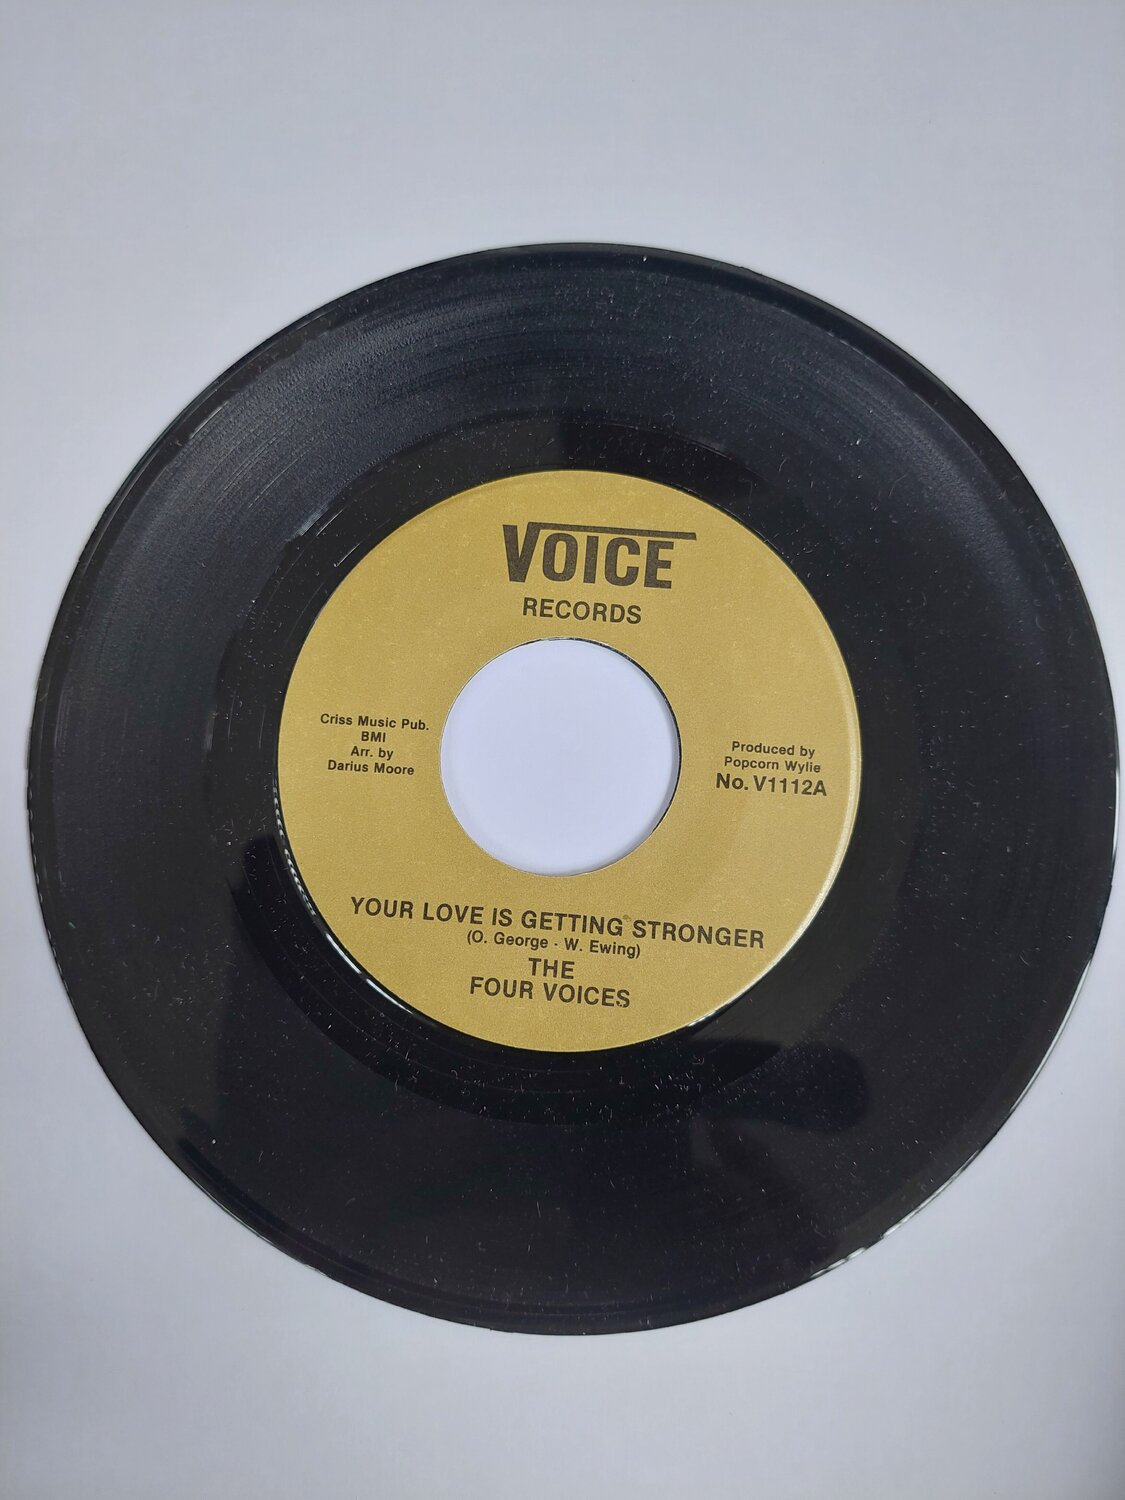 VOICE
RECORDS
Criss Music Pub.
BMI
Arr. by
Darius Moore
Produced by
Popcorn Wylie
No. V1112A
YOUR LOVE IS GETTING STRONGER
(O. George - W. Ewing)
THE
FOUR VOICES